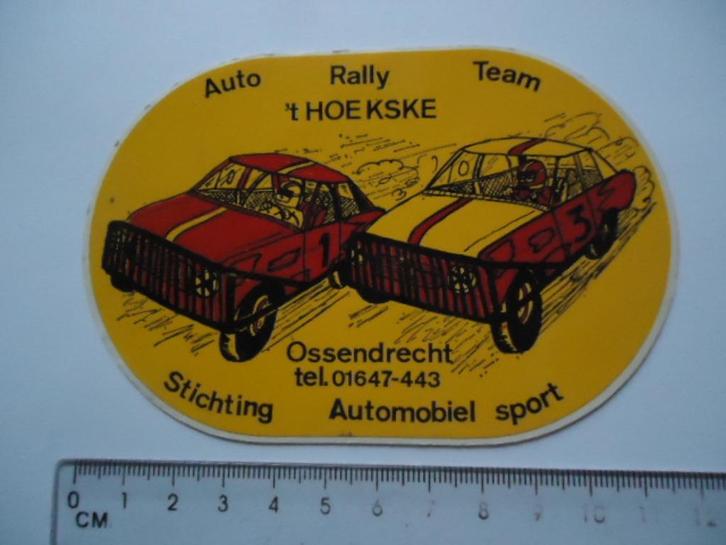 Auto Rally Team
't HOEKSKE
1
3
Ossendrecht
tel. 01647-443
Stichting Automobiel sport
0 1 2 3 4 5 6 7 8 9 10 11 12
CM